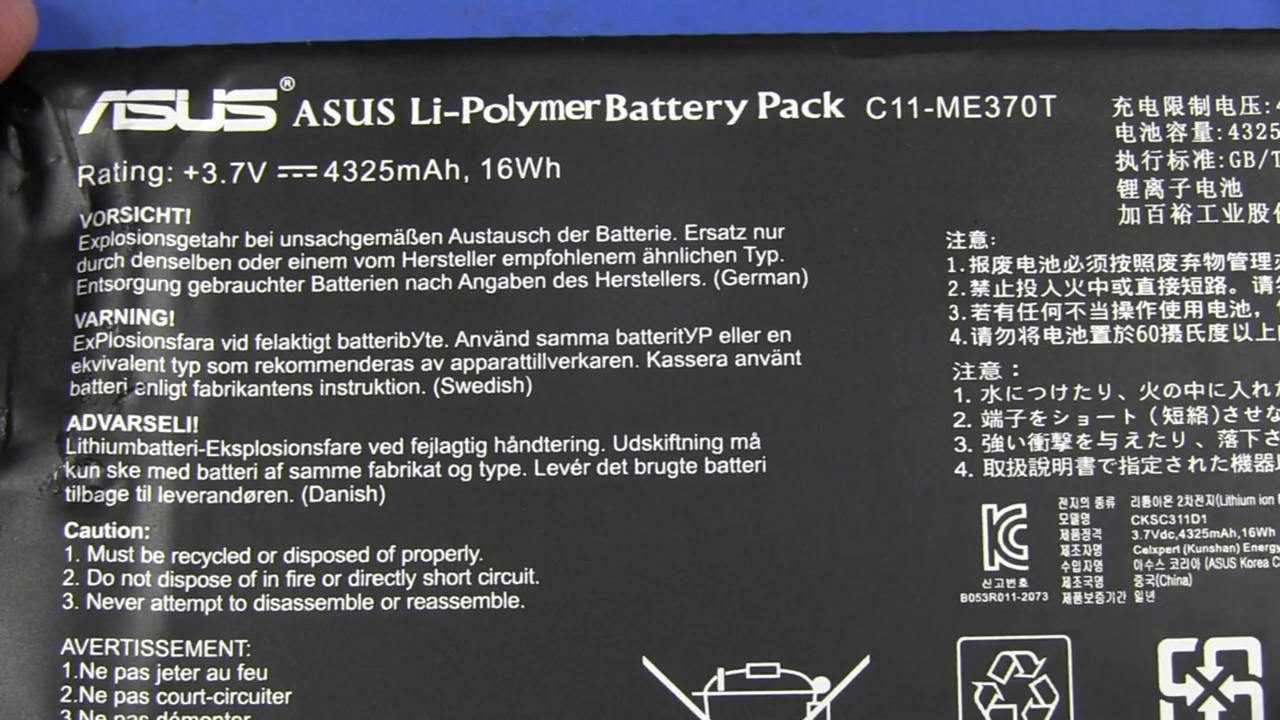 ASUS® ASUS Li-Polymer Battery Pack C11-ME370T
Rating: +3.7V ⎓ 4325mAh, 16Wh
VORSICHT!
Explosionsgetahr bei unsachgemäßen Austausch der Batterie. Ersatz nur
durch denselben oder einem vom Hersteller empfohlenem ähnlichen Typ.
Entsorgung gebrauchter Batterien nach Angaben des Herstellers. (German)
VARNING!
ExPlosionsfara vid felaktigt batteribYte. Använd samma batteritYP eller en
ekvivalent typ som rekommenderas av apparattillverkaren. Kassera använt
batteri enligt fabrikantens instruktion. (Swedish)
ADVARSELI!
Lithiumbatteri-Eksplosionsfare ved fejlagtig håndtering. Udskiftning må
kun ske med batteri af samme fabrikat og type. Levér det brugte batteri
tilbage til leverandøren. (Danish)
Caution:
1. Must be recycled or disposed of properly.
2. Do not dispose of in fire or directly short circuit.
3. Never attempt to disassemble or reassemble.
AVERTISSEMENT:
1.Ne pas jeter au feu
2.Ne pas court-circuiter
3.Ne pas démonter
充电限制电压:4
电池容量:4325
执行标准:GB/T
锂离子电池
加百裕工业股份
注意:
1.报废电池必须按照废弃物管理
2.禁止投入火中或直接短路。请勿
3.若有任何不当操作使用电池，
4.请勿将电池置於60摄氏度以上
注意：
1. 水につけたり、火の中に入れた
2. 端子をショート（短絡)させな
3. 強い衝撃を与えたり、落下さ
4. 取扱説明書で指定された機器以
전지의 종류 리튬이온 2차전지(Lithium ion
모델명 CKSC311D1
제품정격 3.7Vdc,4325mAh,16Wh
제조자명 Celxpert (Kunshan) Energy
수입자명 아수스 코리아 (ASUS Korea C
제조국명 중국(China)
제품보증기간 일년
신고번호
B053R011-2073